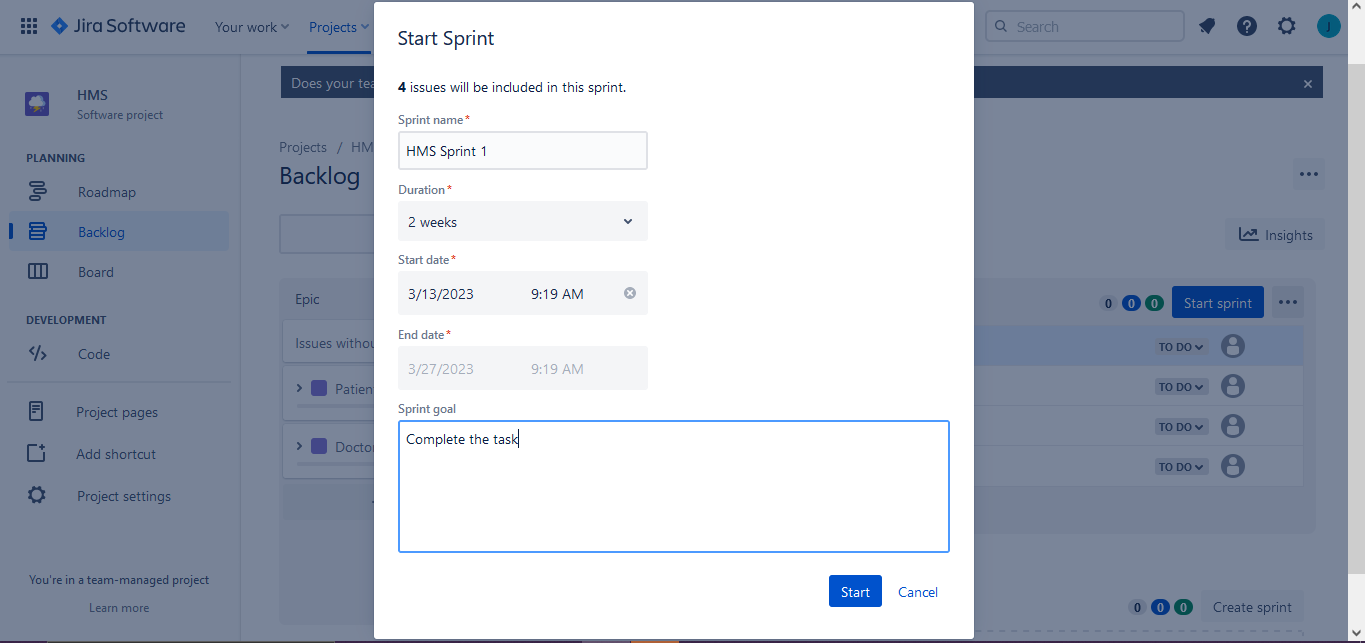 Jira Software
Your work
Projects
Search
J
HMS
Software project
PLANNING
Roadmap
Backlog
Board
DEVELOPMENT
Code
Project pages
Add shortcut
Project settings
You're in a team-managed project
Learn more
Does your
Projects / HM
Backlog
Insights
Epic
Issues
0 0 0 Start sprint
TO DO
TO DO
TO DO
TO DO
0 0 0 Create sprint
Start Sprint
4 issues will be included in this sprint.
Sprint name*
HMS Sprint 1
Duration*
2 weeks
Start date*
3/13/2023 9:19 AM
End date*
3/27/2023 9:19 AM
Sprint goal
Complete the task
Start Cancel